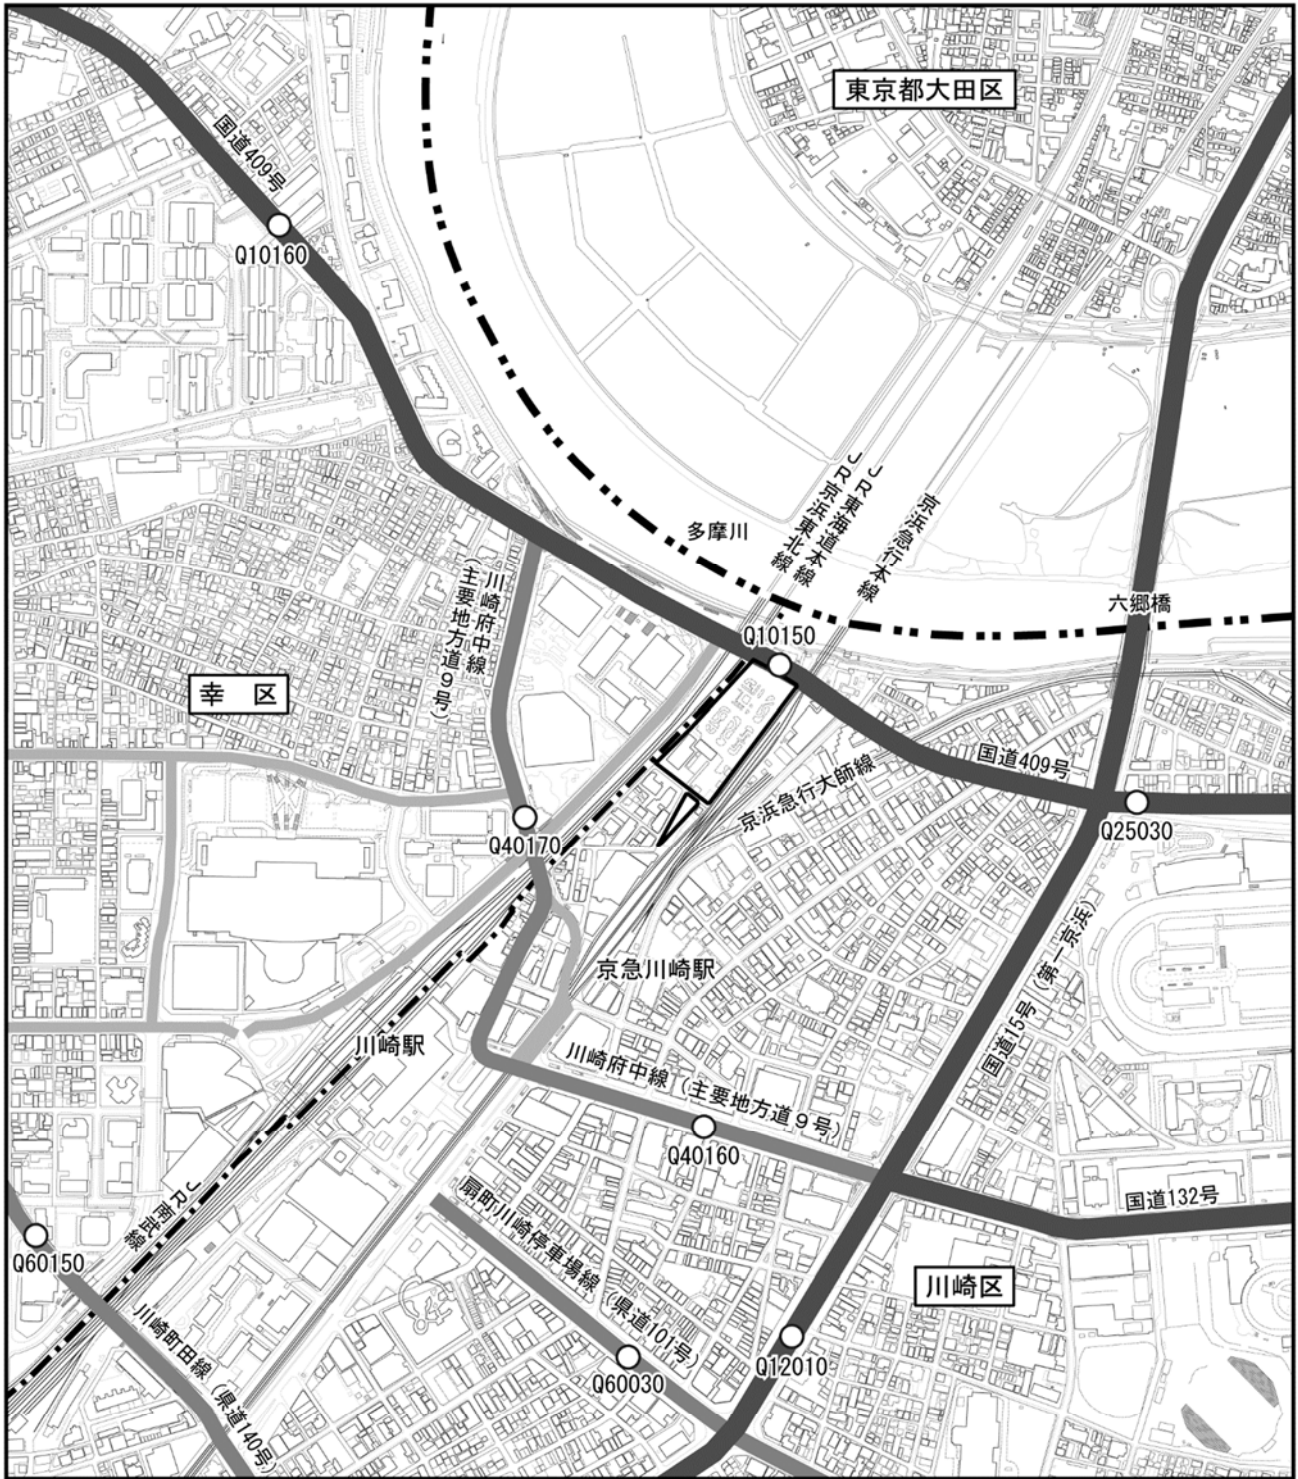 東京都大田区
国道409号
Q10160
JR東海道本線
JR京浜東北線
京浜急行本線
多摩川
六郷橋
Q10150
川崎府中線
(主要地方道9号)
幸 区
国道409号
京浜急行大師線
Q25030
Q40170
国道15号(第一京浜)
京急川崎駅
川崎駅
川崎府中線(主要地方道9号)
Q40160
国道132号
JR南武線
扇町川崎停車場線(県道101号)
Q60150
川崎区
川崎町田線(県道140号)
Q12010
Q60030